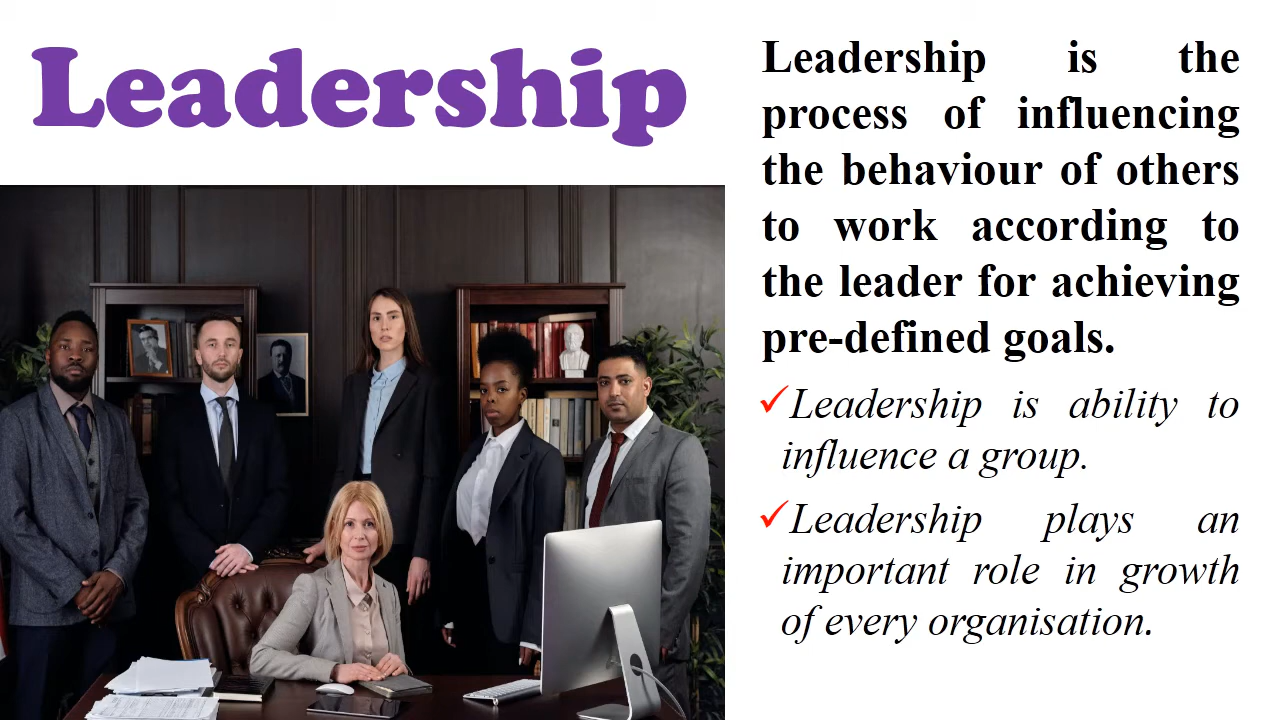 Leadership
Leadership is the
process of influencing
the behaviour of others
to work according to
the leader for achieving
pre-defined goals.
✓Leadership is ability to
influence a group.
✓Leadership plays an
important role in growth
of every organisation.